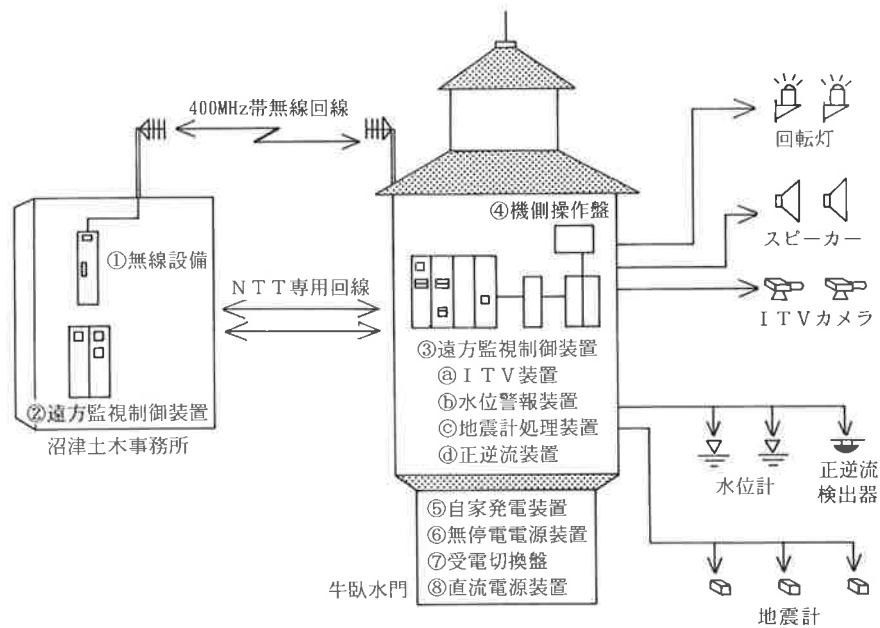 400MHz帯無線回線
回転灯
④機側操作盤
スピーカー
①無線設備
NTT専用回線
ITVカメラ
③遠方監視制御装置
ⓐITV装置
②遠方監視制御装置
ⓑ水位警報装置
沼津土木事務所
ⓒ地震計処理装置
ⓓ正逆流装置
水位計
正逆流
検出器
⑤自家発電装置
⑥無停電電源装置
⑦受電切換盤
⑧直流電源装置
牛臥水門
地震計